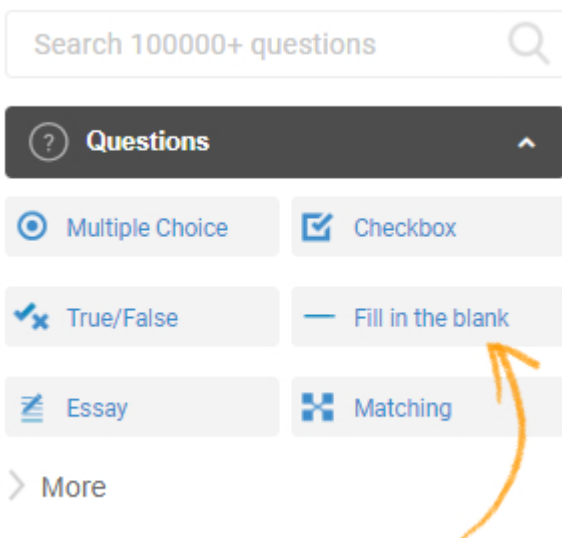 Search 100000+ questions
Questions
Multiple Choice
Checkbox
True/False
Fill in the blank
Essay
Matching
More